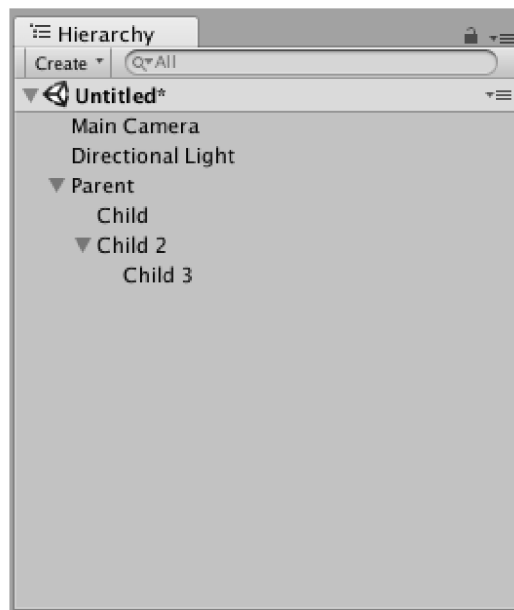 Hierarchy
Create All
Untitled*
Main Camera
Directional Light
Parent
Child
Child 2
Child 3